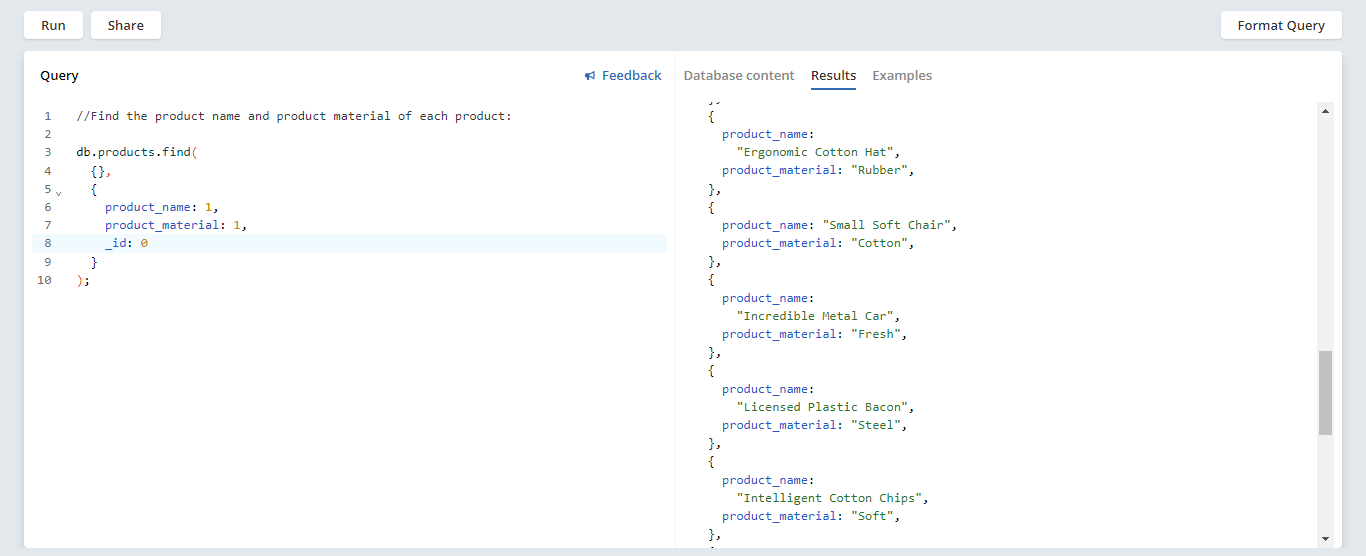 Run Share Format Query
Query Feedback Database content Results Examples
1 //Find the product name and product material of each product:
2
3 db.products.find(
4 {},
5 {
6 product_name: 1,
7 product_material: 1,
8 _id: 0
9 }
10 );
},
{
product_name:
"Ergonomic Cotton Hat",
product_material: "Rubber",
},
{
product_name: "Small Soft Chair",
product_material: "Cotton",
},
{
product_name:
"Incredible Metal Car",
product_material: "Fresh",
},
{
product_name:
"Licensed Plastic Bacon",
product_material: "Steel",
},
{
product_name:
"Intelligent Cotton Chips",
product_material: "Soft",
},